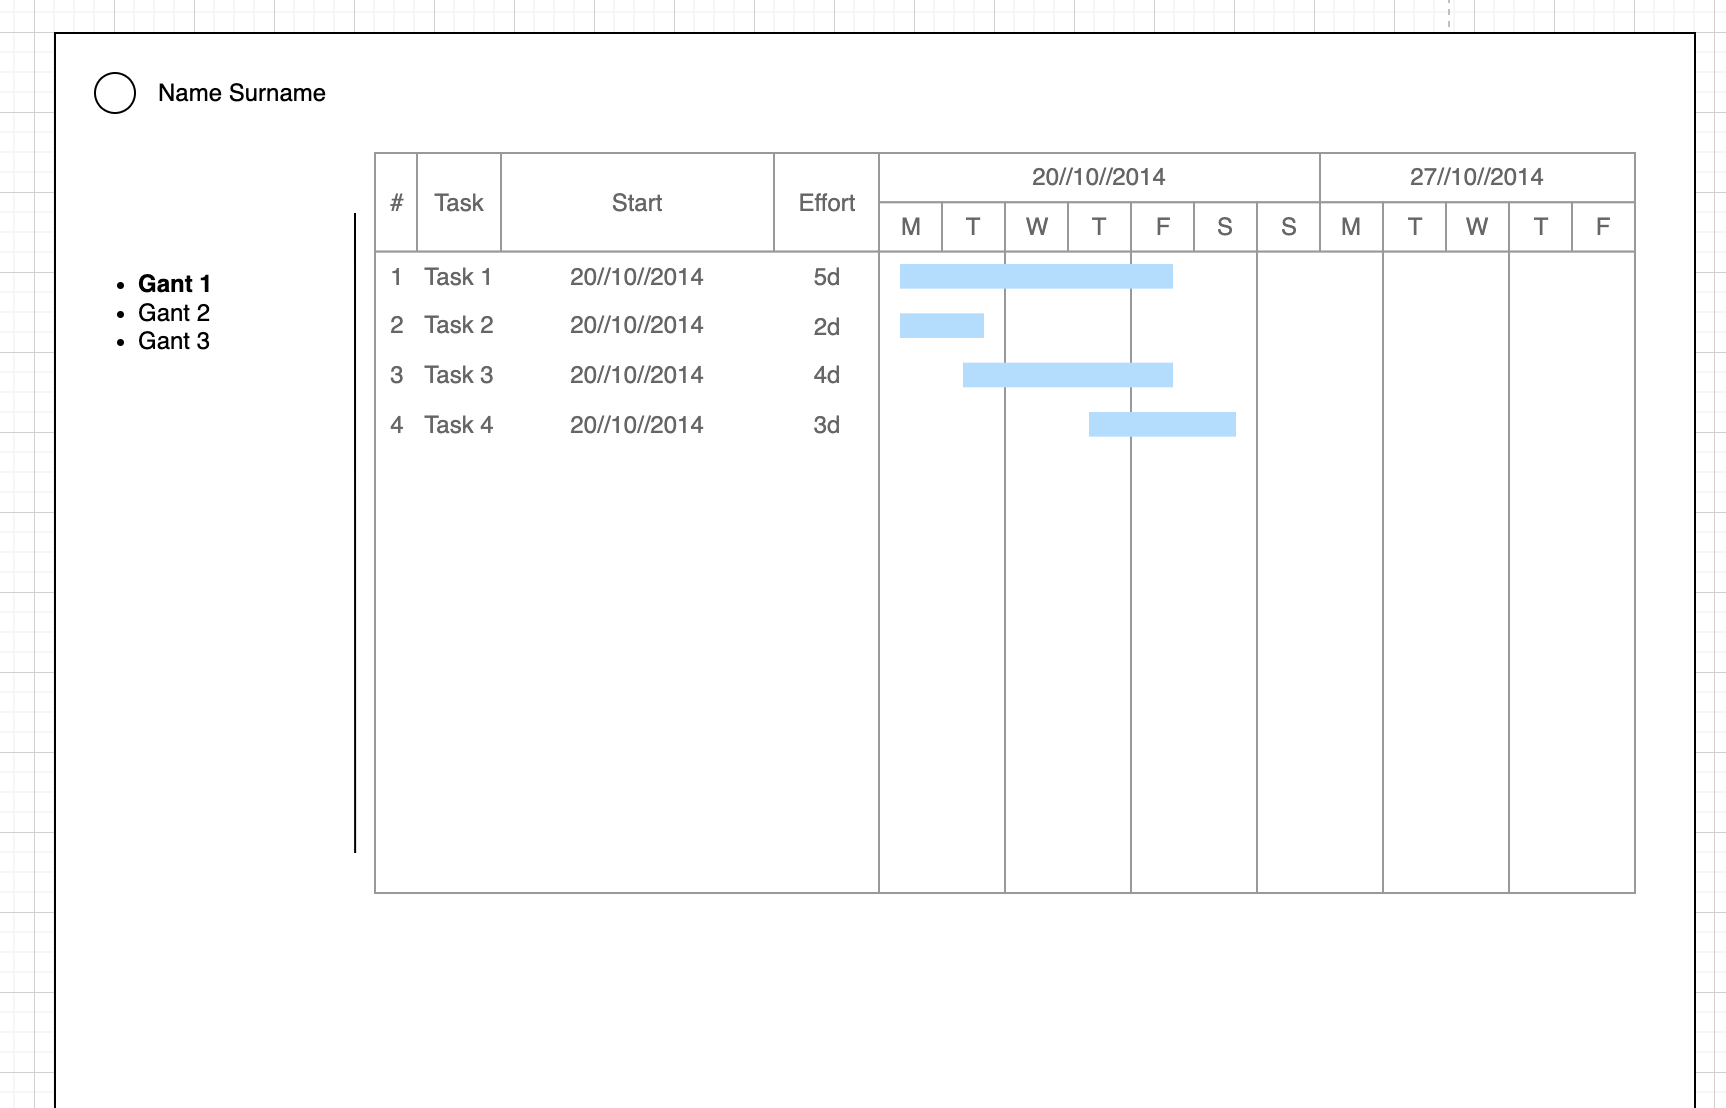 Name Surname
Gant 1
Gant 2
Gant 3
# Task Start Effort 20//10//2014 27//10//2014
M T W T F S S M T W T F
1 Task 1 20//10//2014 5d
2 Task 2 20//10//2014 2d
3 Task 3 20//10//2014 4d
4 Task 4 20//10//2014 3d